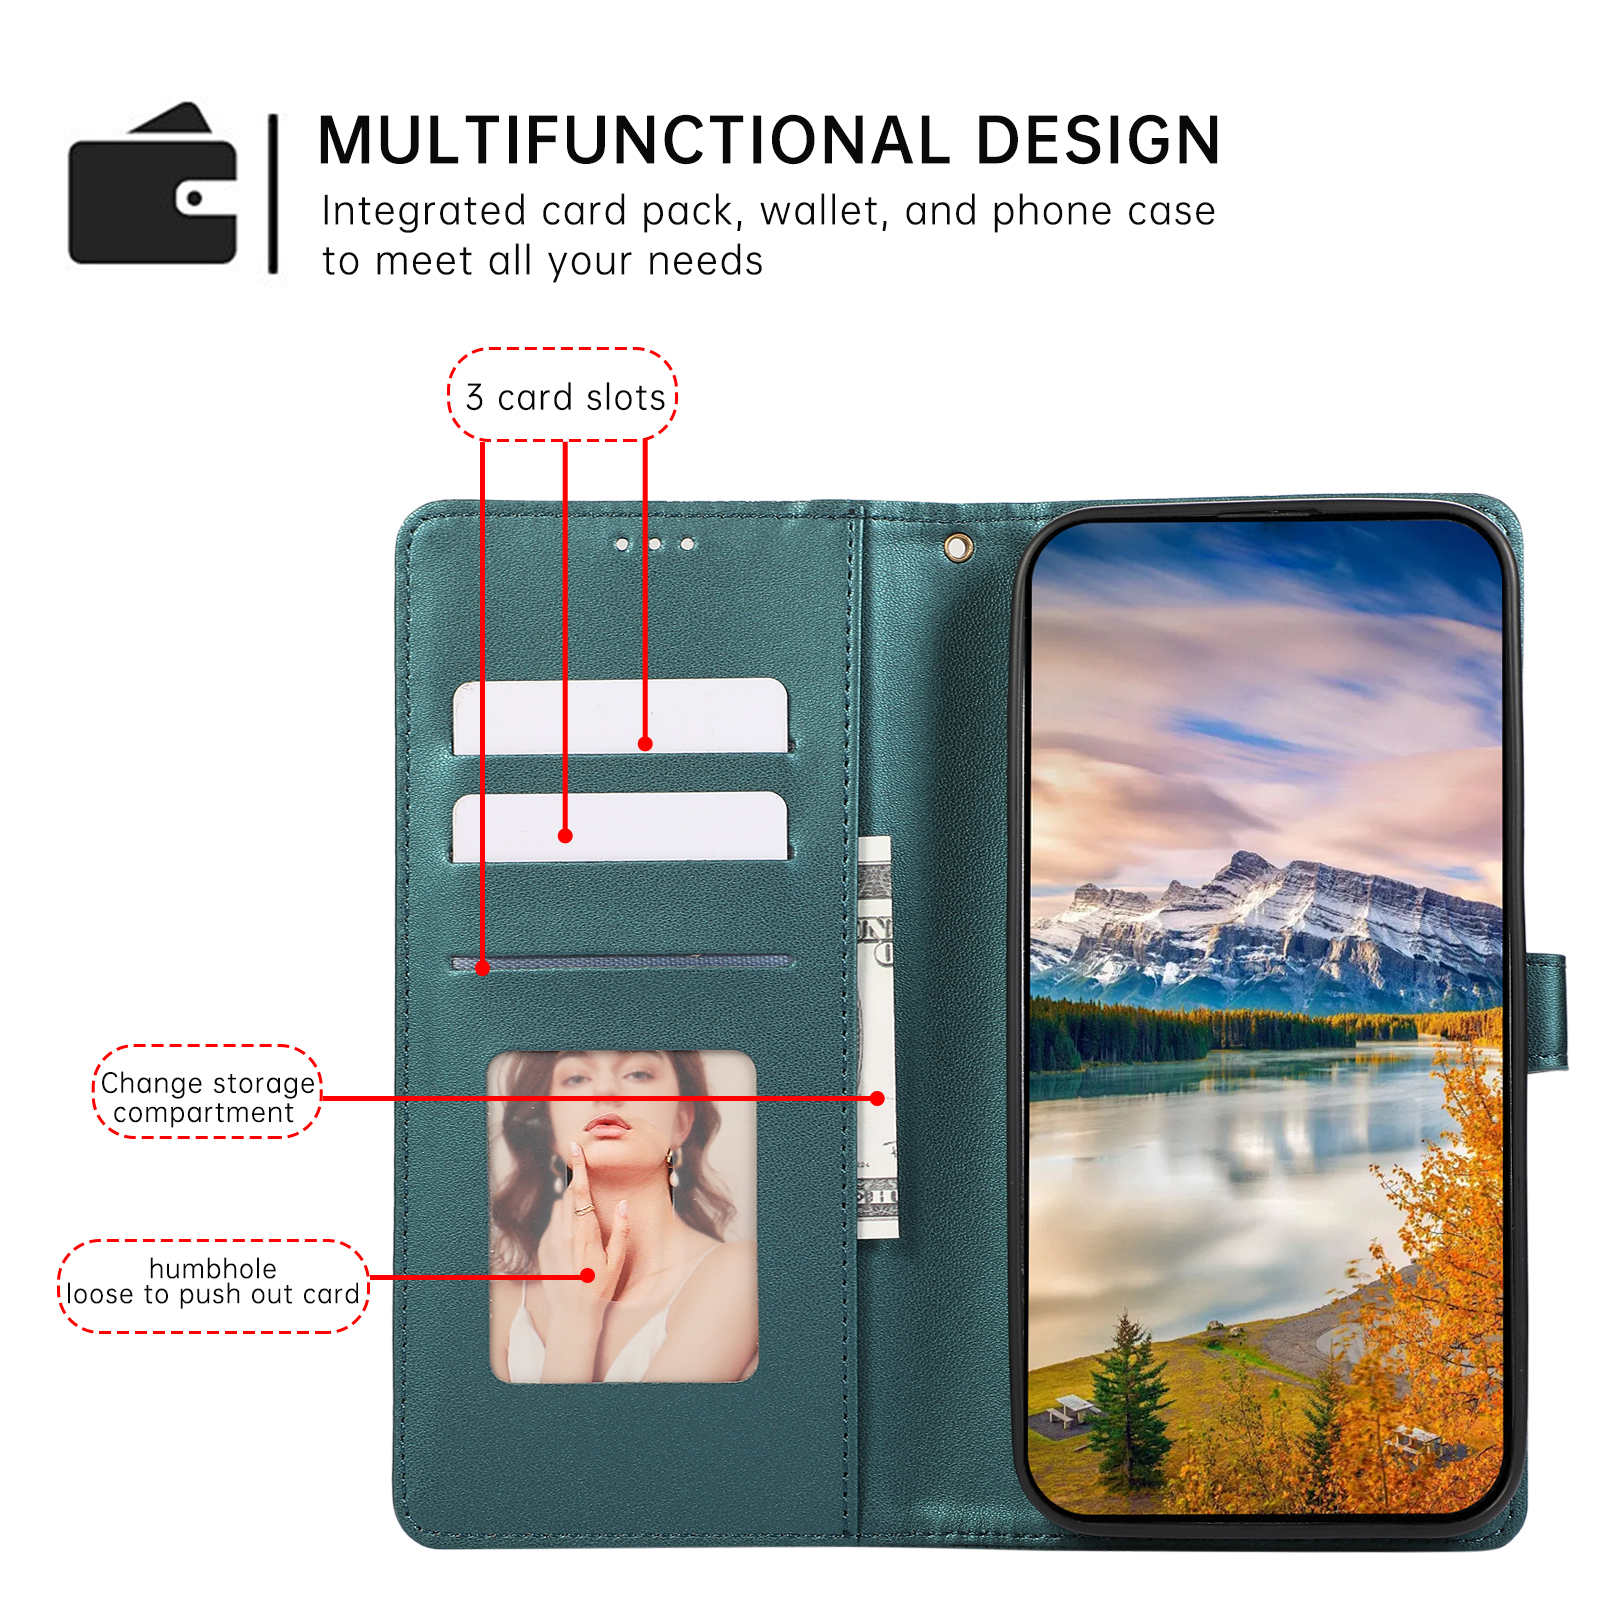 MULTIFUNCTIONAL DESIGN
Integrated card pack, wallet, and phone case
to meet all your needs
3 card slots
Change storage
compartment
humbhole
loose to push out card